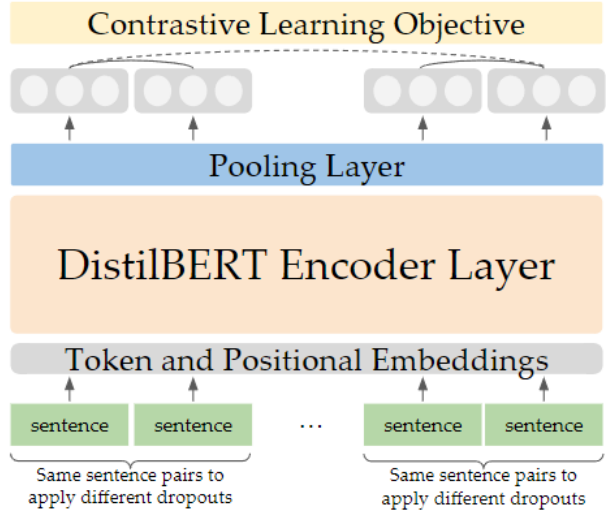 Contrastive Learning Objective
Pooling Layer
DistilBERT Encoder Layer
Token and Positional Embeddings
sentence sentence ... sentence sentence
Same sentence pairs to apply different dropouts
Same sentence pairs to apply different dropouts